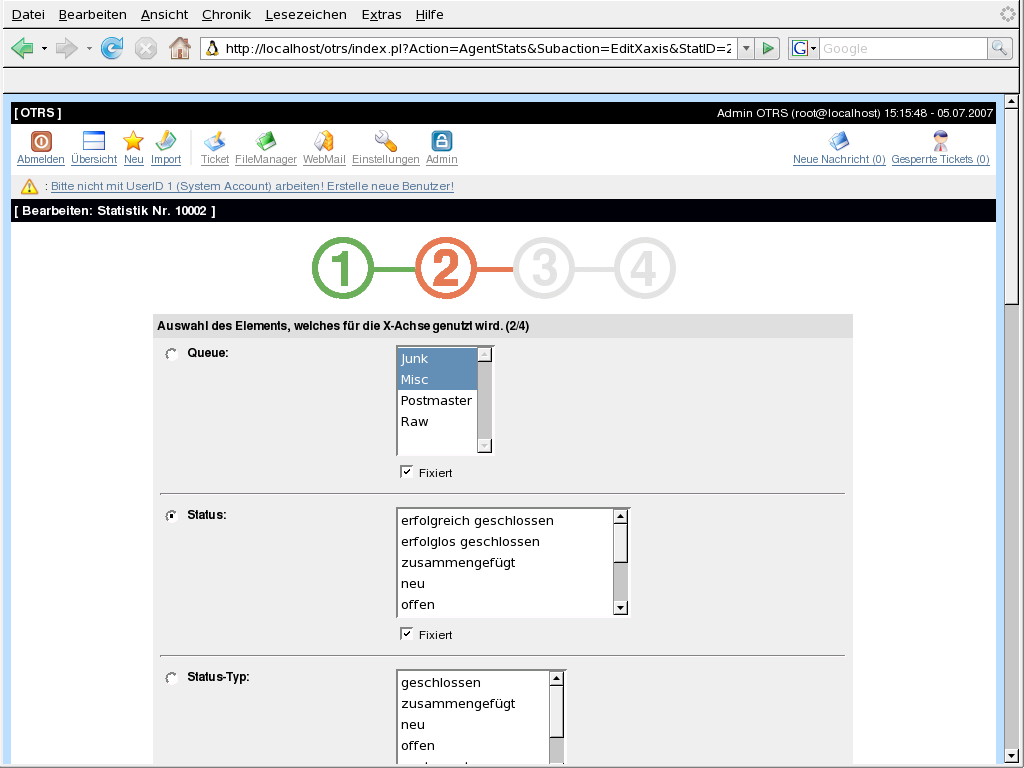 Datei Bearbeiten Ansicht Chronik Lesezeichen Extras Hilfe
http://localhost/otrs/index.pl?Action=AgentStats&Subaction=EditXaxis&StatID=2
G Google
[ OTRS ] Admin OTRS (root@localhost) 15:15:48 - 05.07.2007
Abmelden Übersicht Neu Import Ticket FileManager WebMail Einstellungen Admin Neue Nachricht (0) Gesperrte Tickets (0)
: Bitte nicht mit UserID 1 (System Account) arbeiten! Erstelle neue Benutzer!
[ Bearbeiten: Statistik Nr. 10002 ]
1 2 3 4
Auswahl des Elements, welches für die X-Achse genutzt wird. (2/4)
Queue:
Junk
Misc
Postmaster
Raw
Fixiert
Status:
erfolgreich geschlossen
erfolglos geschlossen
zusammengefügt
neu
offen
Fixiert
Status-Typ:
geschlossen
zusammengefügt
neu
offen